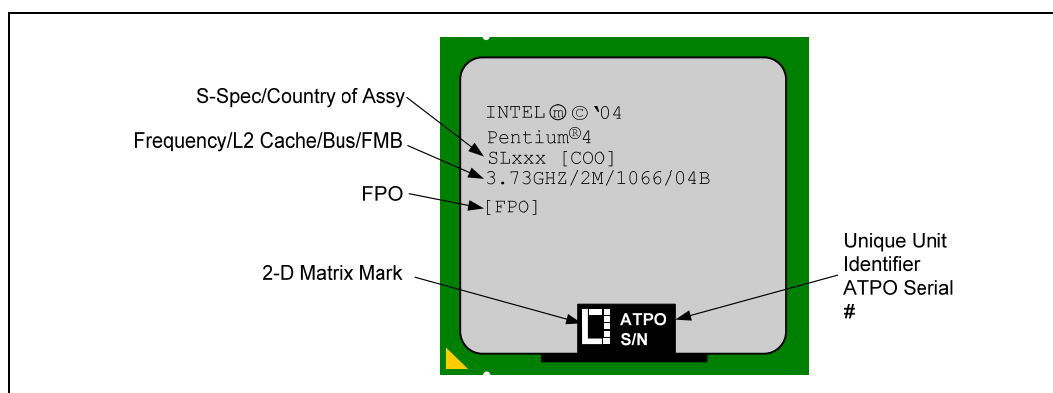 S-Spec/Country of Assy
Frequency/L2 Cache/Bus/FMB
FPO
2-D Matrix Mark
INTEL ⓜ © '04
Pentium®4
SLxxx [COO]
3.73GHZ/2M/1066/04B
[FPO]
ATPO
S/N
Unique Unit
Identifier
ATPO Serial
#